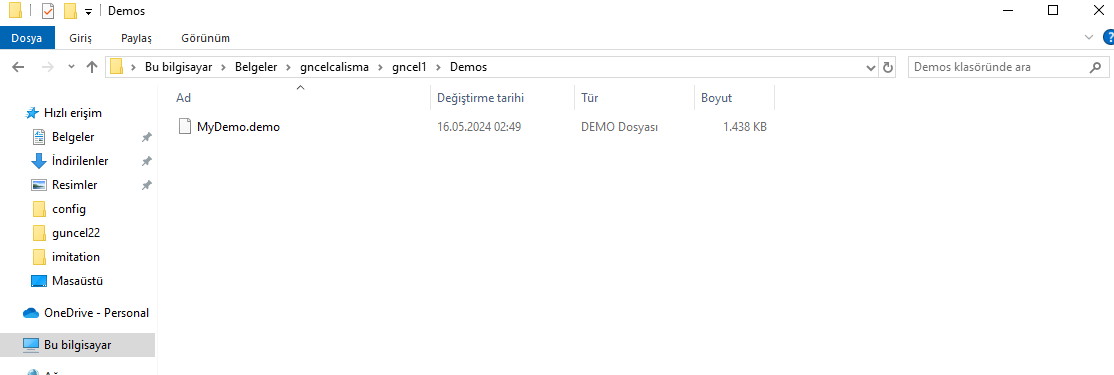 Demos
Dosya Giriş Paylaş Görünüm
Bu bilgisayar Belgeler gncelcalisma gncel1 Demos Demos klasöründe ara
Ad Değiştirme tarihi Tür Boyut
MyDemo.demo 16.05.2024 02:49 DEMO Dosyası 1.438 KB
Hızlı erişim
Belgeler
İndirilenler
Resimler
config
guncel22
imitation
Masaüstü
OneDrive - Personal
Bu bilgisayar